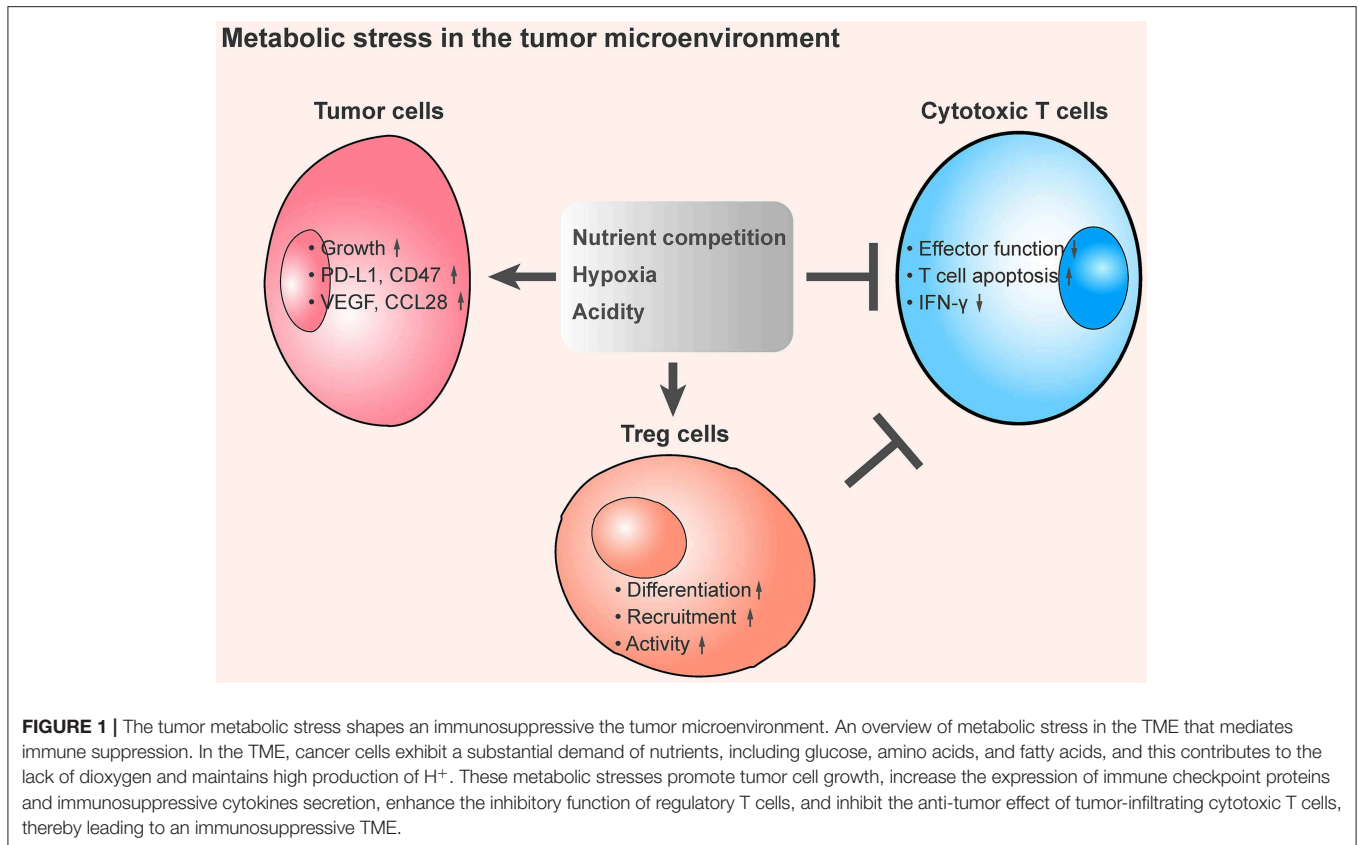 Metabolic stress in the tumor microenvironment
Tumor cells
• Growth ↑
• PD-L1, CD47 ↑
• VEGF, CCL28 ↑
Nutrient competition
Hypoxia
Acidity
Cytotoxic T cells
• Effector function ↓
• T cell apoptosis ↑
• IFN-γ ↓
Treg cells
• Differentiation ↑
• Recruitment ↑
• Activity ↑
FIGURE 1 | The tumor metabolic stress shapes an immunosuppressive the tumor microenvironment. An overview of metabolic stress in the TME that mediates
immune suppression. In the TME, cancer cells exhibit a substantial demand of nutrients, including glucose, amino acids, and fatty acids, and this contributes to the
lack of dioxygen and maintains high production of H⁺. These metabolic stresses promote tumor cell growth, increase the expression of immune checkpoint proteins
and immunosuppressive cytokines secretion, enhance the inhibitory function of regulatory T cells, and inhibit the anti-tumor effect of tumor-infiltrating cytotoxic T cells,
thereby leading to an immunosuppressive TME.